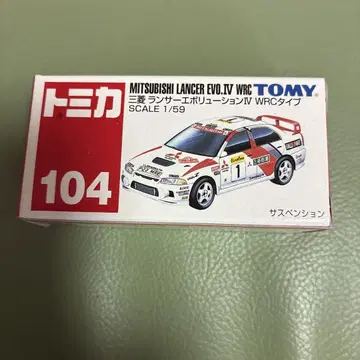 トミカ
104
MITSUBISHI LANCER EVO.IV WRC TOMY
三菱 ランサーエボリューションIV WRCタイプ
SCALE 1/59
1
サスペンション